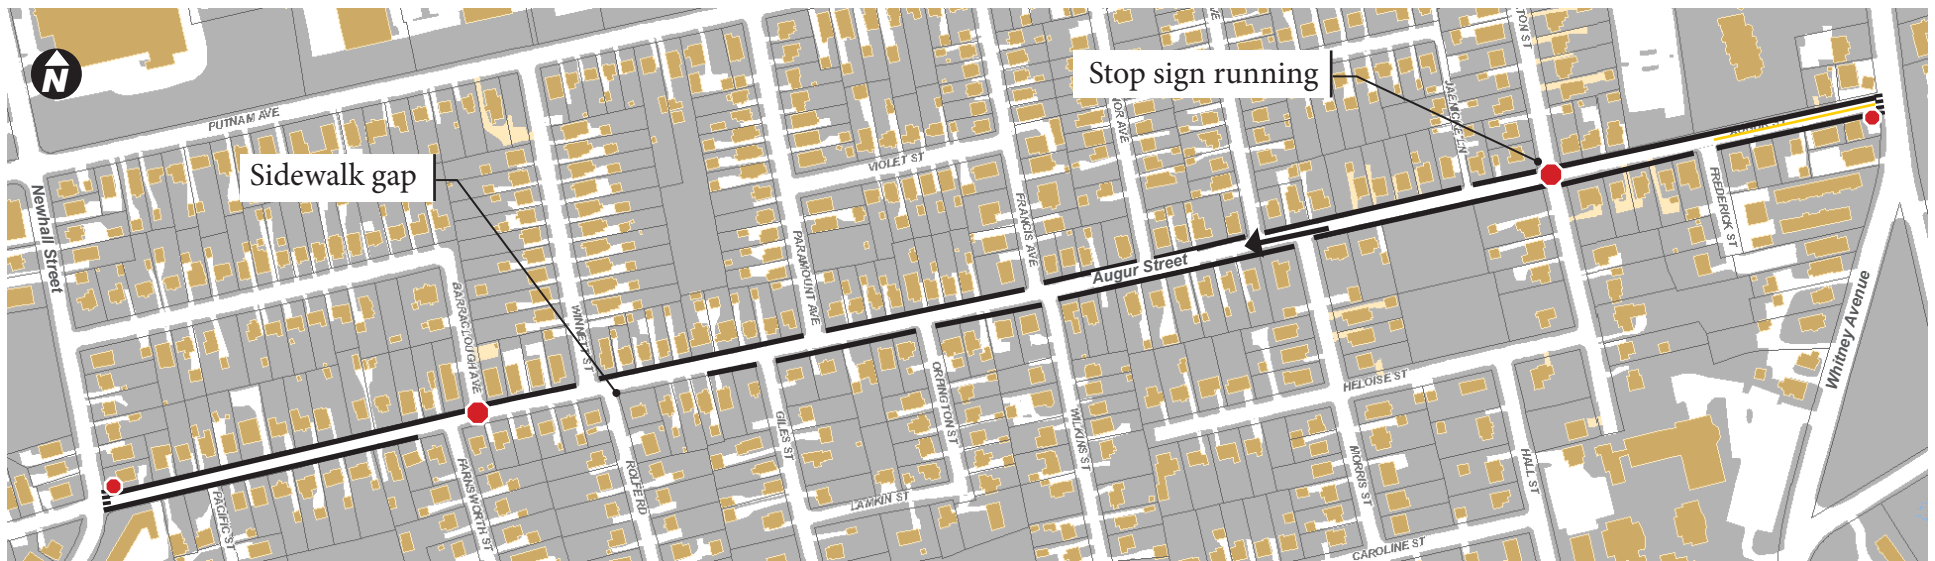 N
PUTNAM AVE
Stop sign running
Sidewalk gap
VIOLET ST
TON ST
JAENICKE LN
Newhall Street
FRANCIS AVE
FREDERICK ST
PARAMOUNT AVE
Augur Street
BARRACLOUGH AVE
WINNETT ST
Whitney Avenue
HELOISE ST
ORPINGTON ST
GILES ST
WILKINS ST
PACIFIC ST
FARNSWORTH ST
ROLFE RD
LAMKIN ST
MORRIS ST
HALL ST
CAROLINE ST